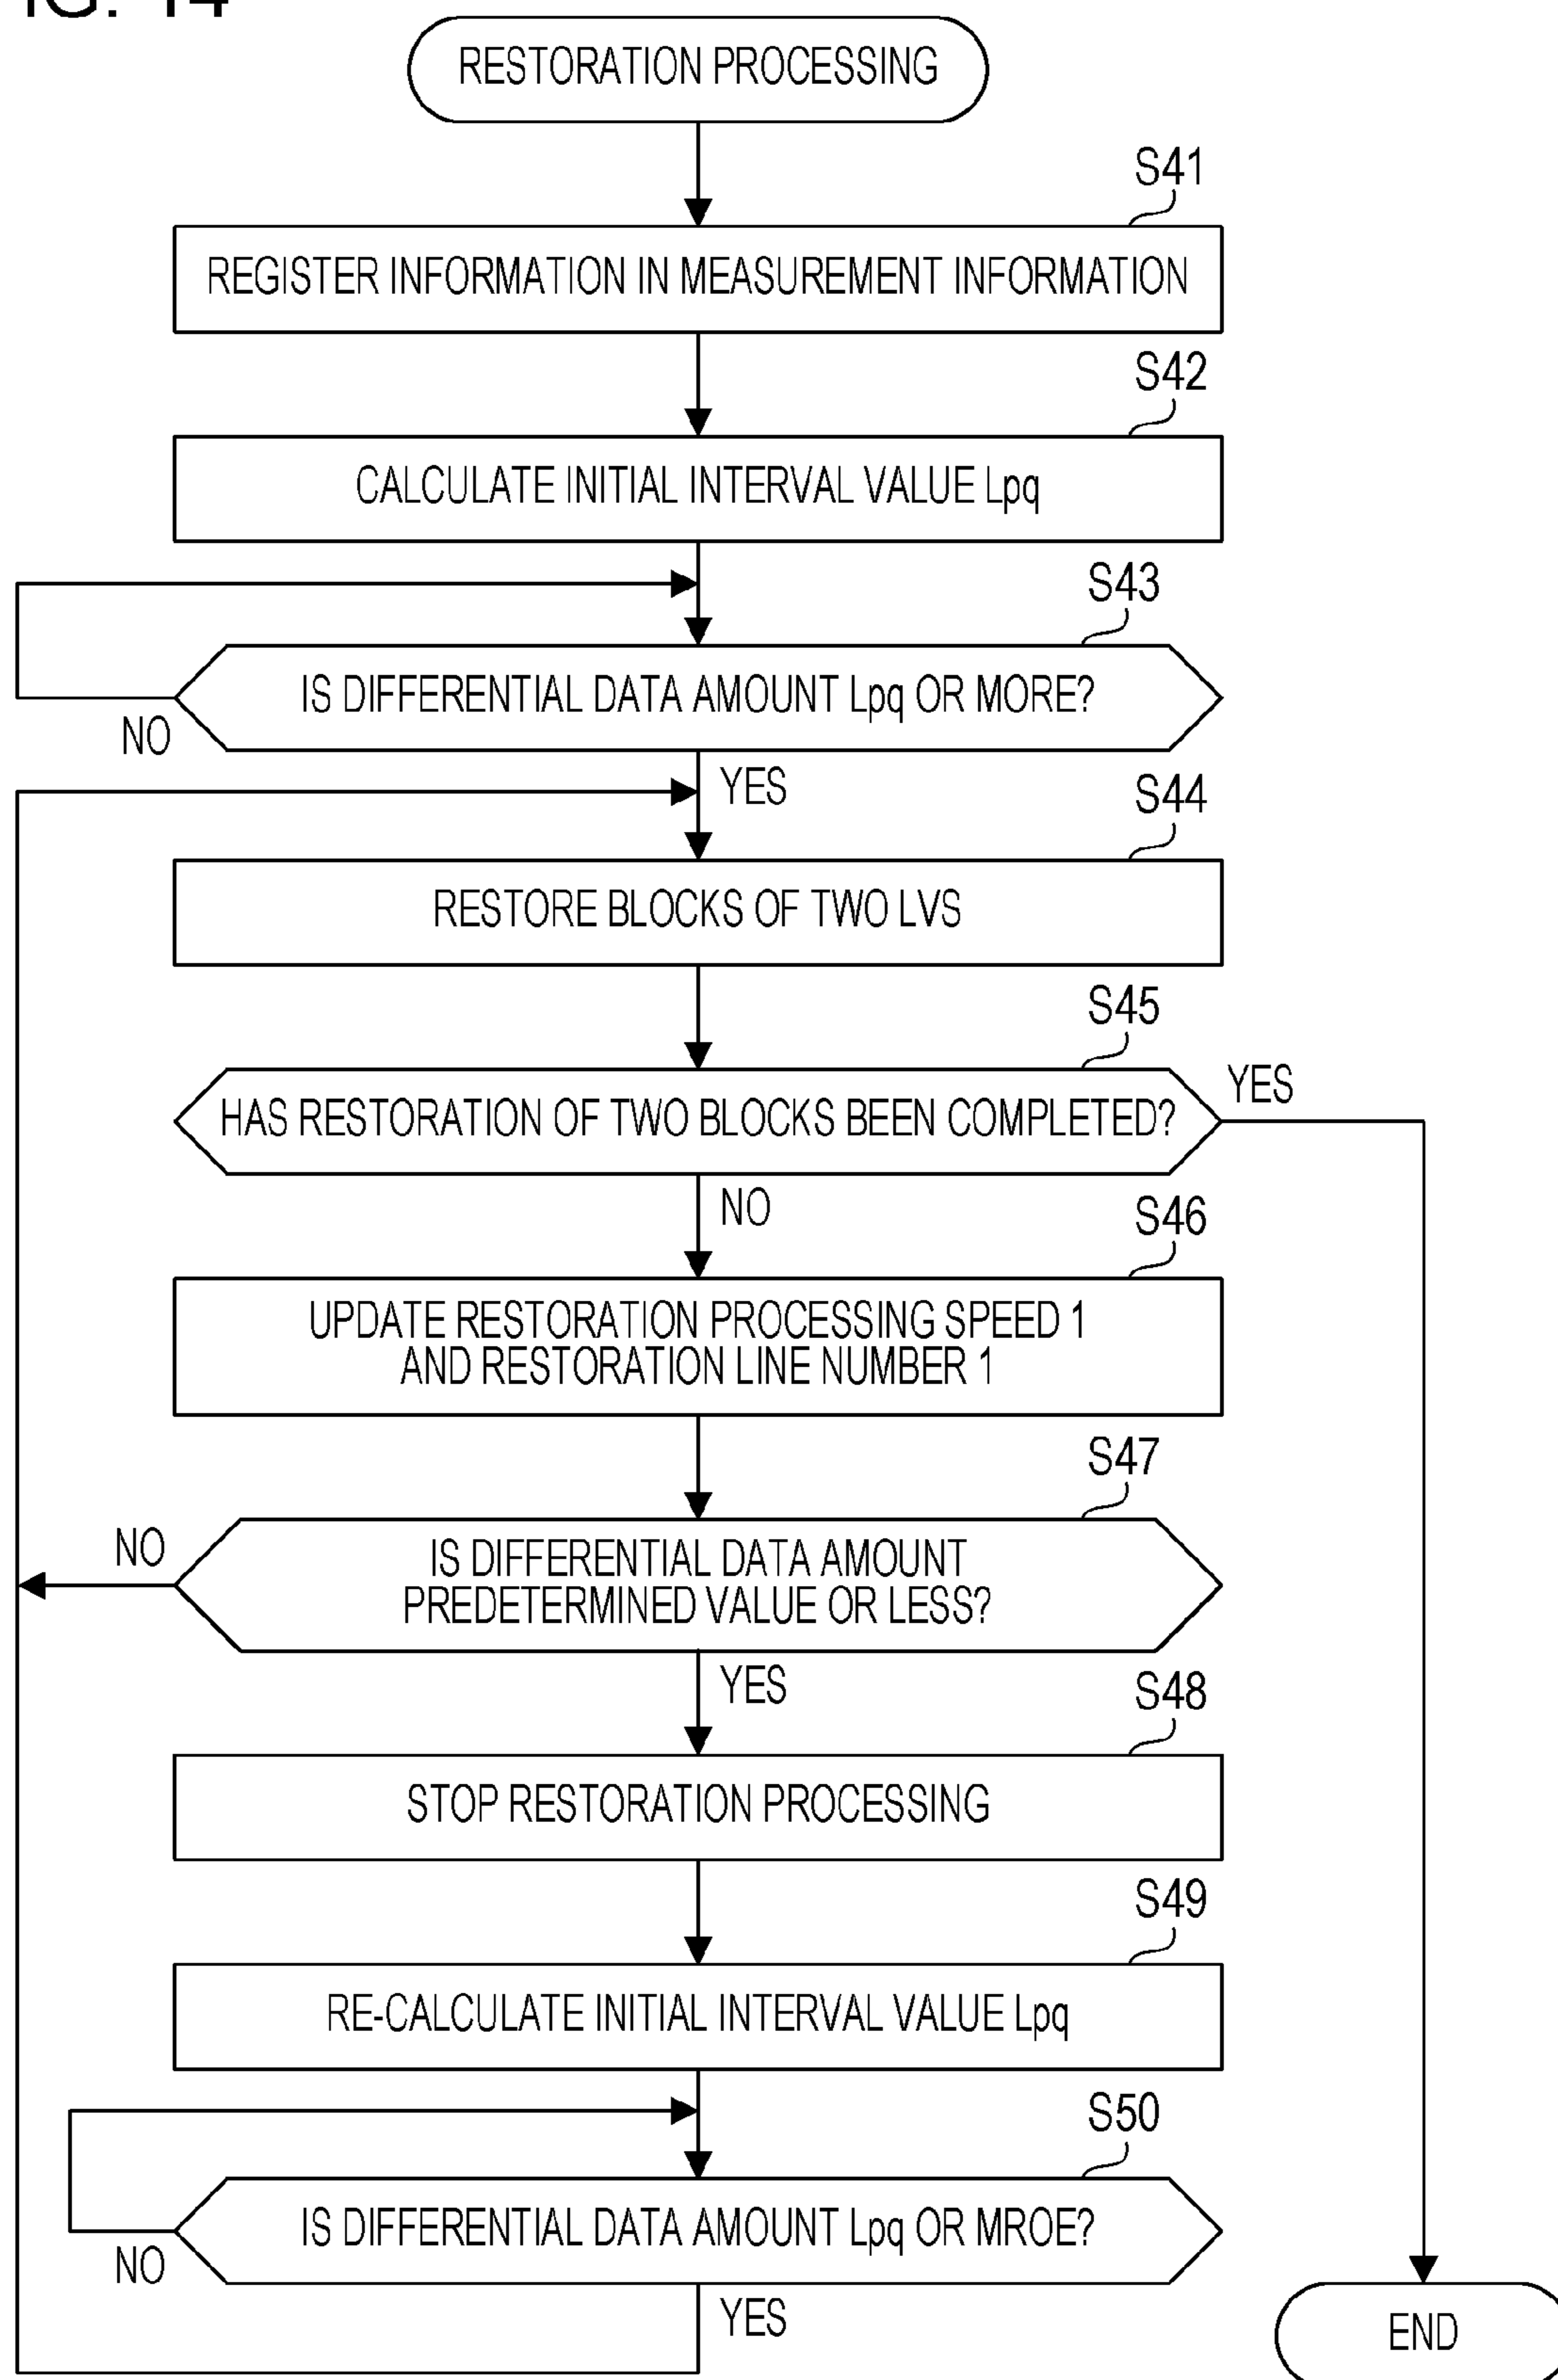 FIG. 14
RESTORATION PROCESSING
S41
REGISTER INFORMATION IN MEASUREMENT INFORMATION
S42
CALCULATE INITIAL INTERVAL VALUE Lpq
S43
IS DIFFERENTIAL DATA AMOUNT Lpq OR MORE?
NO
YES
S44
RESTORE BLOCKS OF TWO LVS
S45
HAS RESTORATION OF TWO BLOCKS BEEN COMPLETED?
YES
NO
S46
UPDATE RESTORATION PROCESSING SPEED 1
AND RESTORATION LINE NUMBER 1
S47
NO
IS DIFFERENTIAL DATA AMOUNT
PREDETERMINED VALUE OR LESS?
YES
S48
STOP RESTORATION PROCESSING
S49
RE-CALCULATE INITIAL INTERVAL VALUE Lpq
S50
IS DIFFERENTIAL DATA AMOUNT Lpq OR MROE?
NO
YES
END